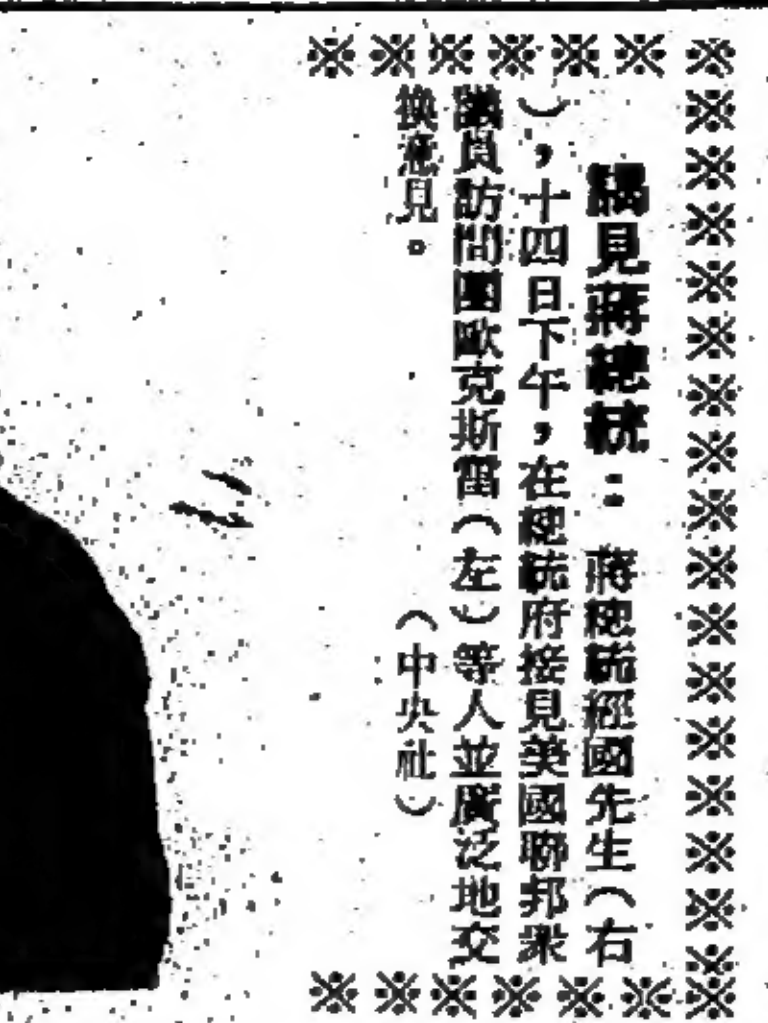 謁見蔣總統：蔣總統經國先生（右
），十四日下午，在總統府接見美國聯邦衆
議員訪問團歐克斯雷（左）等人並廣泛地交
換意見。（中央社）